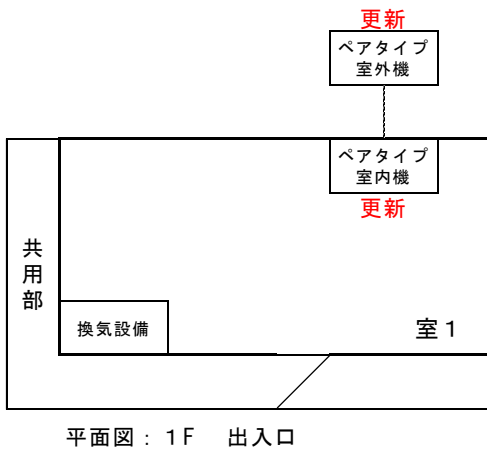 更新
ペアタイプ
室外機
ペアタイプ
室内機
更新
共用部
換気設備
室1
平面図：1F 出入口